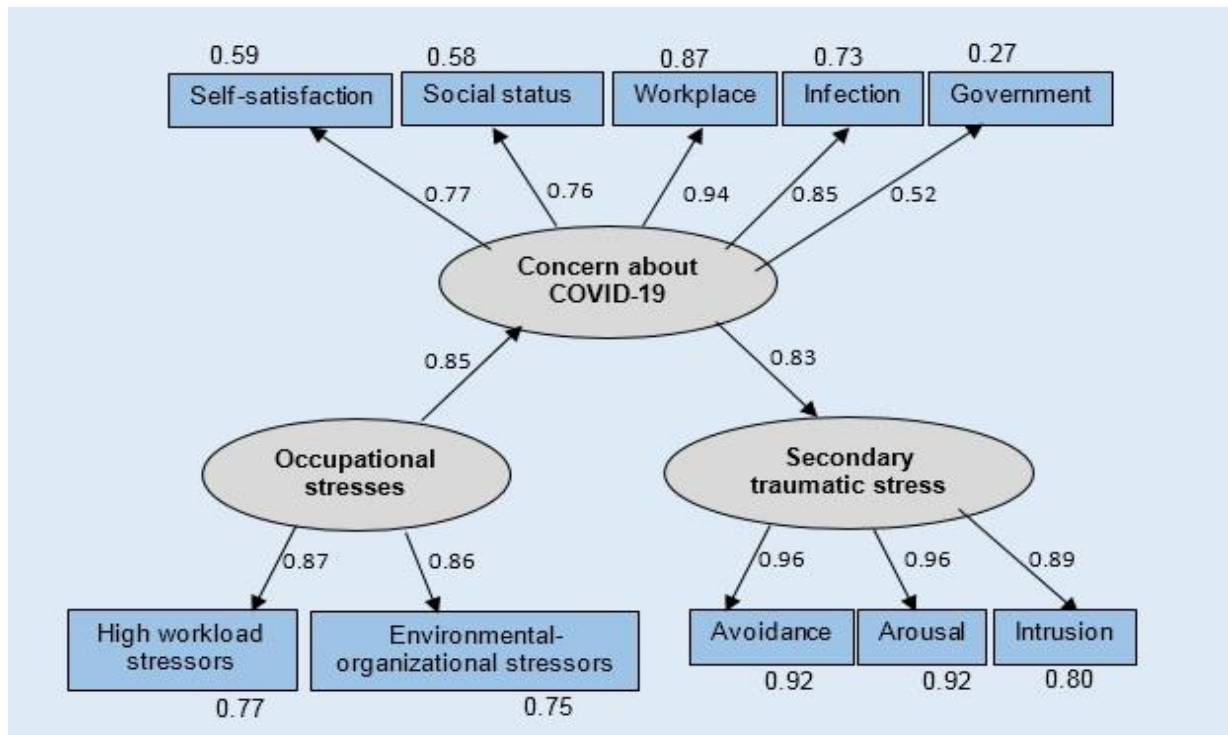 0.59 0.58 0.87 0.73 0.27
Self-satisfaction Social status Workplace Infection Government
0.77 0.76 0.94 0.85 0.52
Concern about
COVID-19
0.85 0.83
Occupational
stresses
Secondary
traumatic stress
0.87 0.86 0.96 0.96 0.89
High workload
stressors
Environmental-
organizational stressors
Avoidance Arousal Intrusion
0.77 0.75 0.92 0.92 0.80